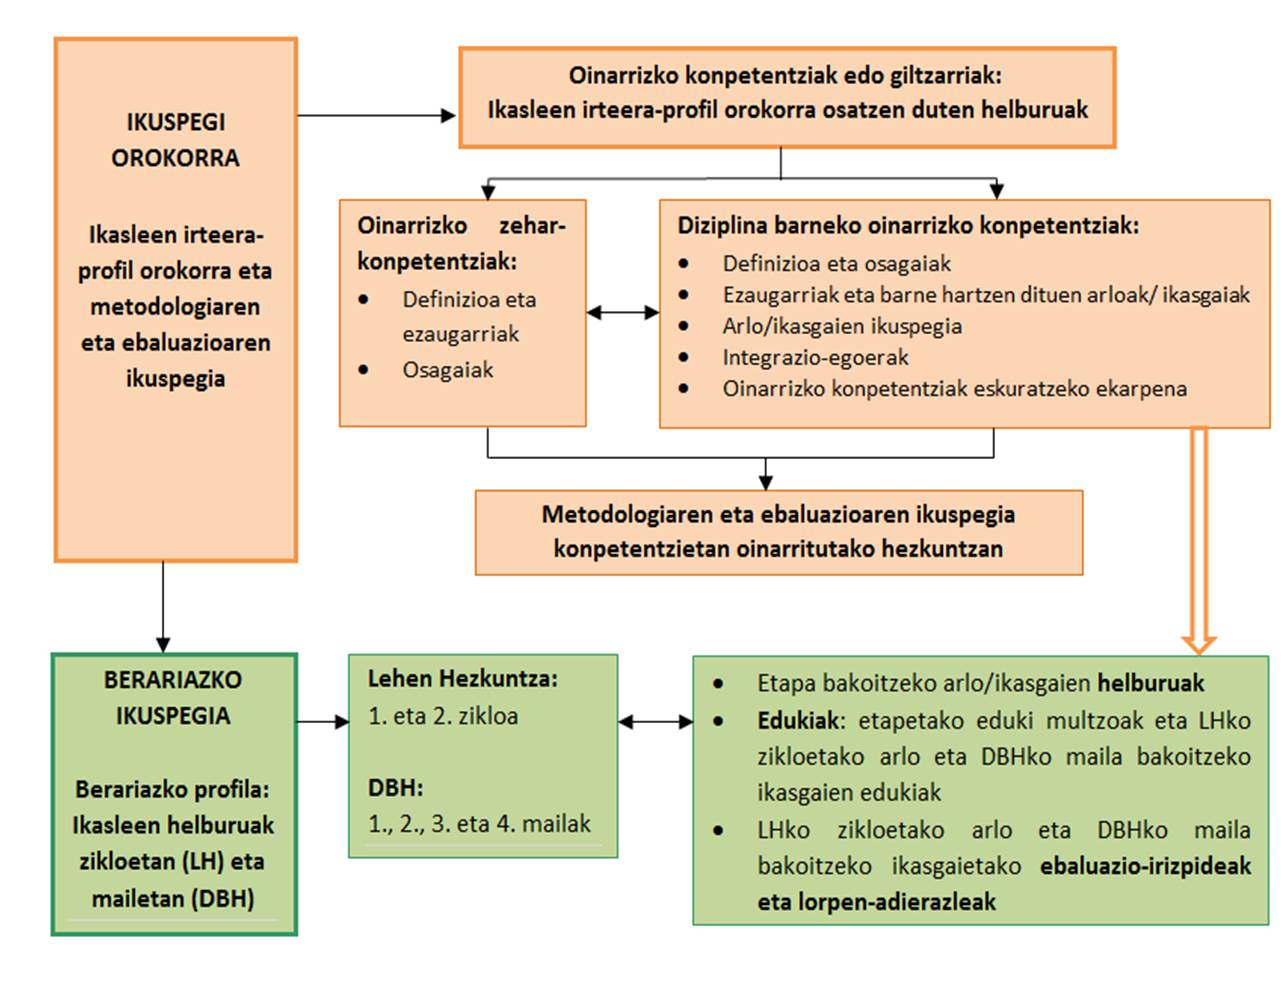 IKUSPEGI
OROKORRA
Ikasleen irteera-
profil orokorra eta
metodologiaren
eta ebaluazioaren
ikuspegia
Oinarrizko konpetentziak edo giltzarriak:
Ikasleen irteera-profil orokorra osatzen duten helburuak
Oinarrizko zehar-
konpetentziak:
• Definizioa eta
ezaugarriak
• Osagaiak
Diziplina barneko oinarrizko konpetentziak:
• Definizioa eta osagaiak
• Ezaugarriak eta barne hartzen dituen arloak/ ikasgaiak
• Arlo/ikasgaien ikuspegia
• Integrazio-egoerak
• Oinarrizko konpetentziak eskuratzeko ekarpena
Metodologiaren eta ebaluazioaren ikuspegia
konpetentzietan oinarritutako hezkuntzan
BERARIAZKO
IKUSPEGIA
Berariazko profila:
Ikasleen helburuak
zikloetan (LH) eta
mailetan (DBH)
Lehen Hezkuntza:
1. eta 2. zikloa
DBH:
1., 2., 3. eta 4. mailak
• Etapa bakoitzeko arlo/ikasgaien helburuak
• Edukiak: etapetako eduki multzoak eta LHko
zikloetako arlo eta DBHko maila bakoitzeko
ikasgaien edukiak
• LHko zikloetako arlo eta DBHko maila
bakoitzeko ikasgaietako ebaluazio-irizpideak
eta lorpen-adierazleak